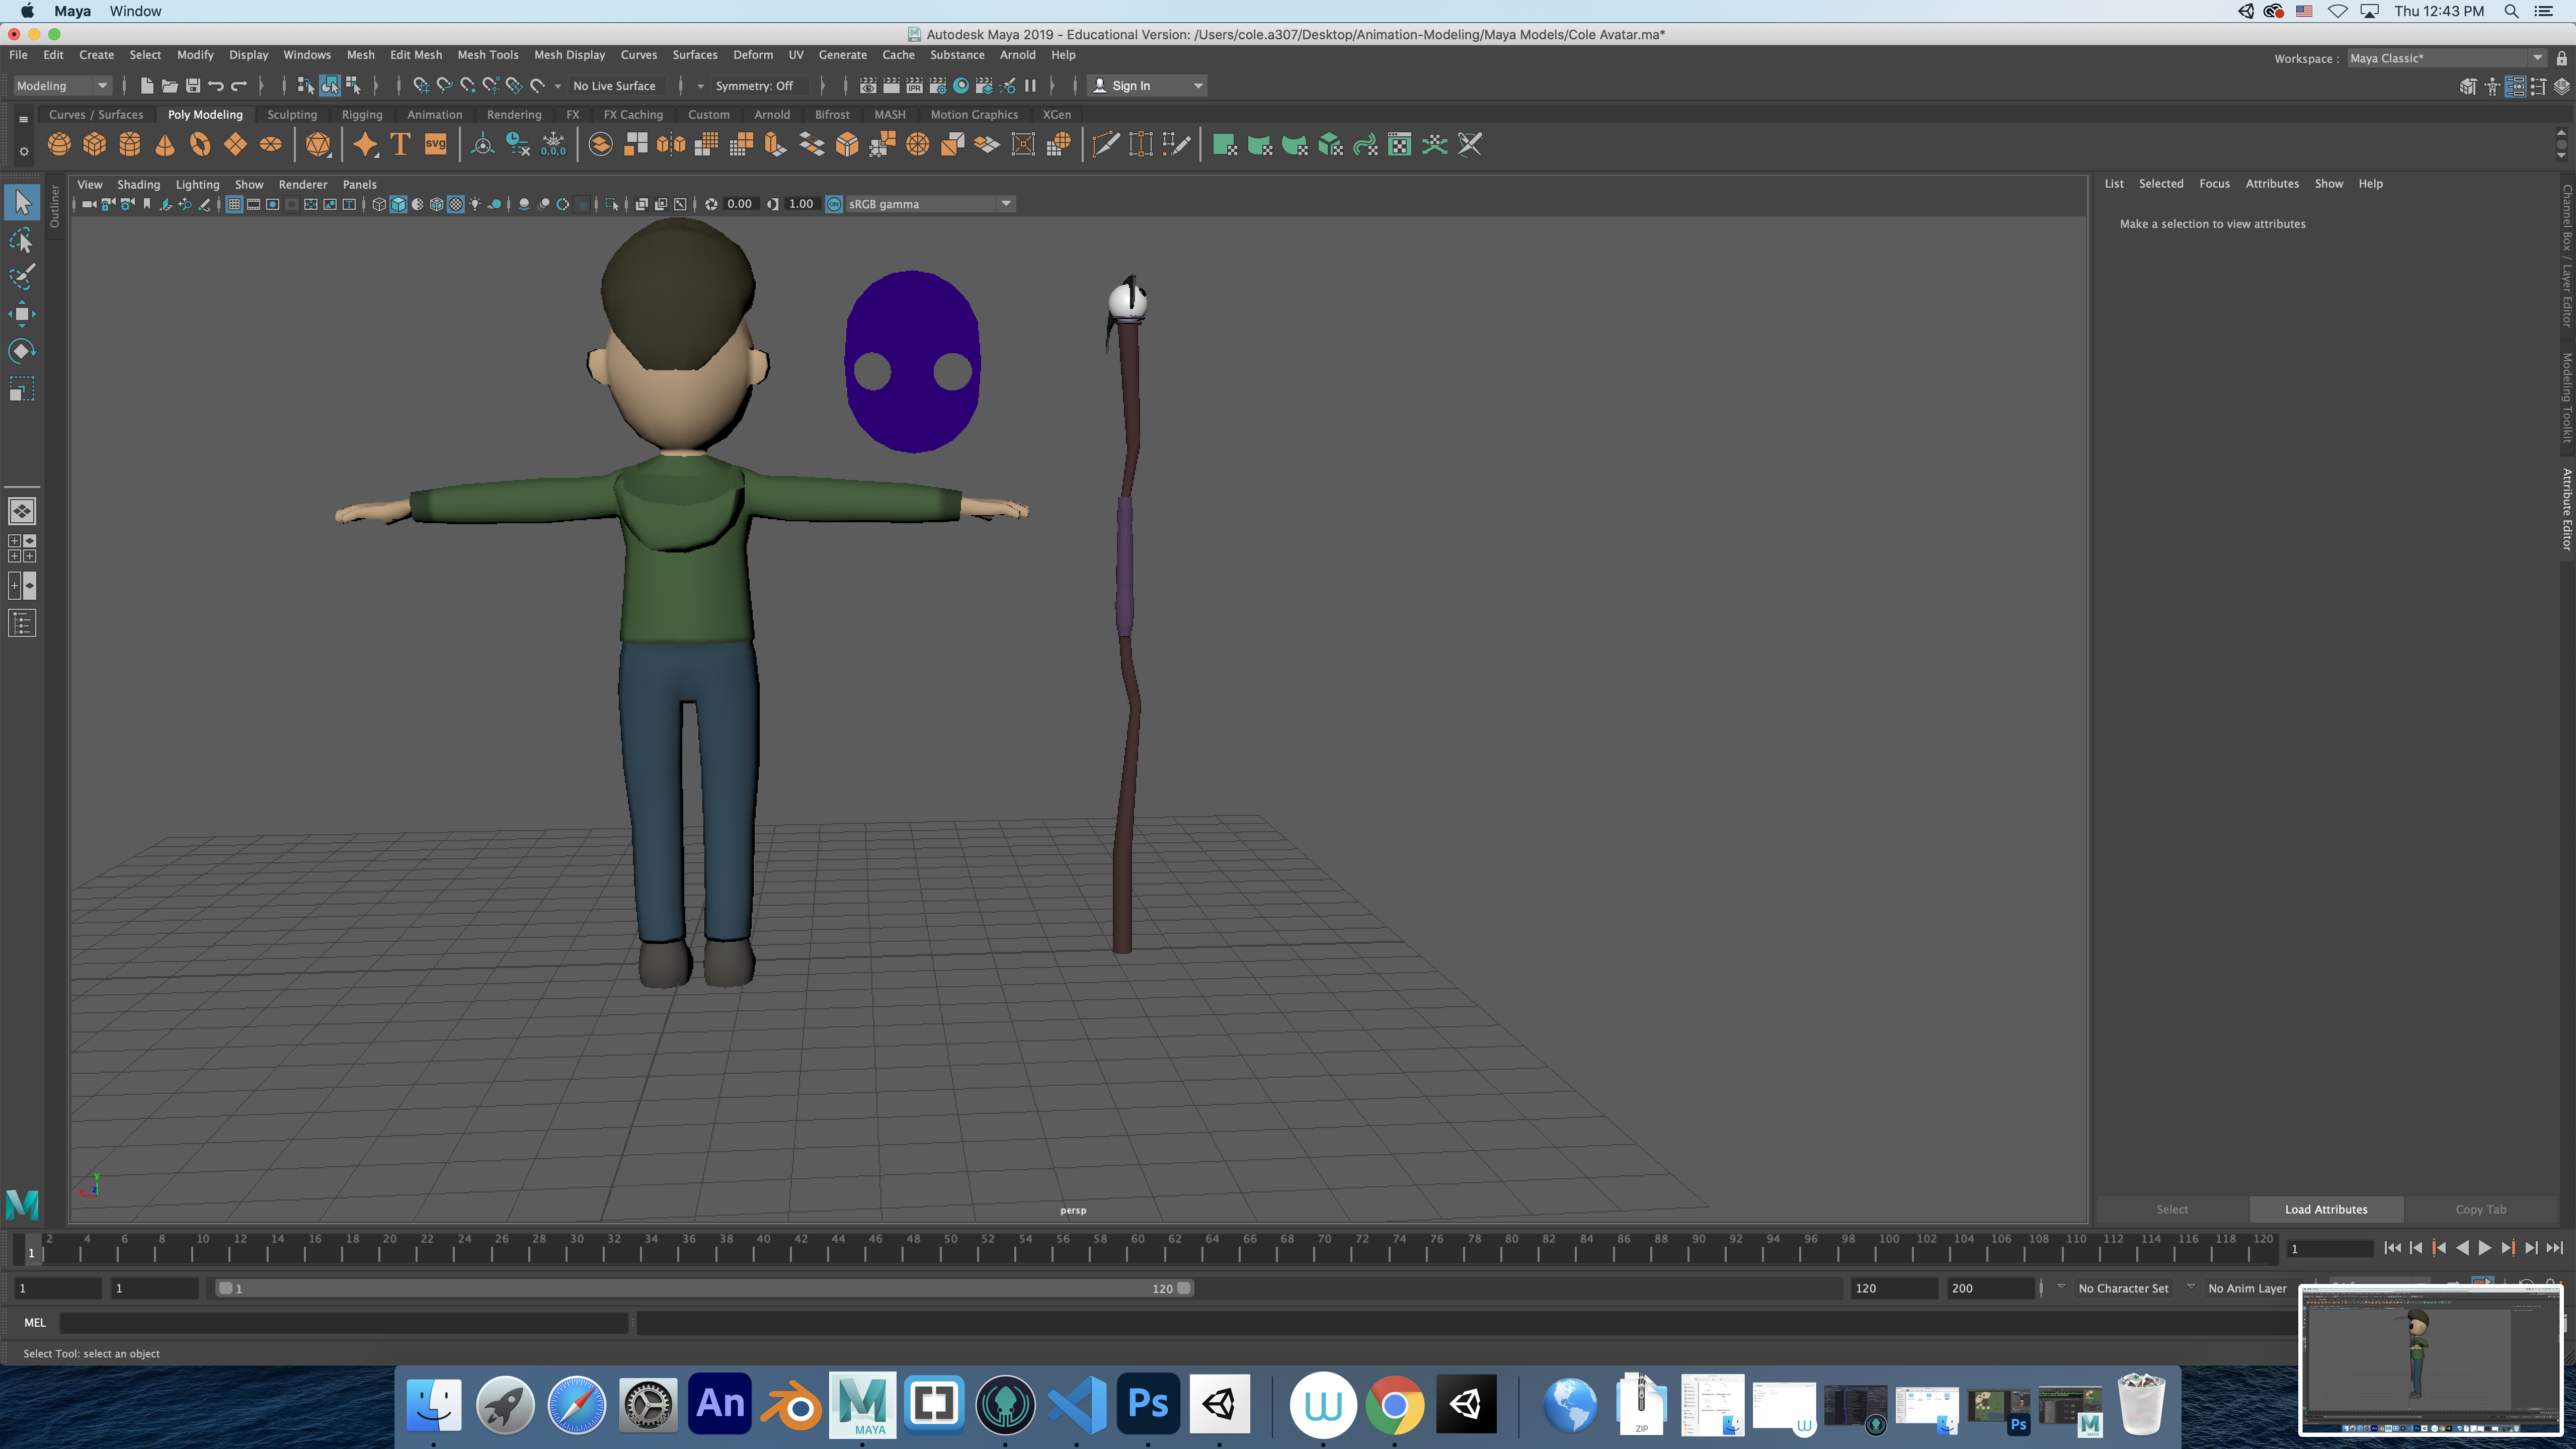 Maya Window Thu 12:43 PM
Autodesk Maya 2019 - Educational Version: /Users/cole.a307/Desktop/Animation-Modeling/Maya Models/Cole Avatar.ma*
File Edit Create Select Modify Display Windows Mesh Edit Mesh Mesh Tools Mesh Display Curves Surfaces Deform UV Generate Cache Substance Arnold Help Workspace : Maya Classic*
Modeling No Live Surface Symmetry: Off IPR Sign In
Curves / Surfaces Poly Modeling Sculpting Rigging Animation Rendering FX FX Caching Custom Arnold Bifrost MASH Motion Graphics XGen
T svg 0,0,0
View Shading Lighting Show Renderer Panels
0.00 1.00 ON sRGB gamma
Outliner
List Selected Focus Attributes Show Help
Make a selection to view attributes
Channel Box / Layer Editor
Modeling Toolkit
Attribute Editor
persp
Select Load Attributes Copy Tab
2 4 6 8 10 12 14 16 18 20 22 24 26 28 30 32 34 36 38 40 42 44 46 48 50 52 54 56 58 60 62 64 66 68 70 72 74 76 78 80 82 84 86 88 90 92 94 96 98 100 102 104 106 108 110 112 114 116 118 120
1 1
1 1 1 120 120 200 No Character Set No Anim Layer
MEL
Select Tool: select an object
An MAYA Ps ZIP Ps